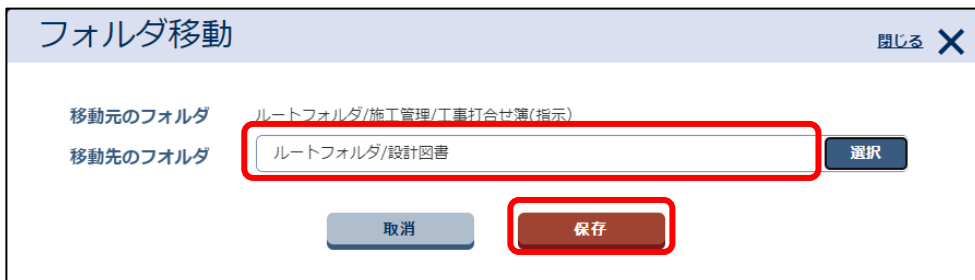 フォルダ移動
閉じる
移動元のフォルダ ルートフォルダ/施工管理/工事打合せ簿(指示)
移動先のフォルダ ルートフォルダ/設計図書 選択
取消 保存